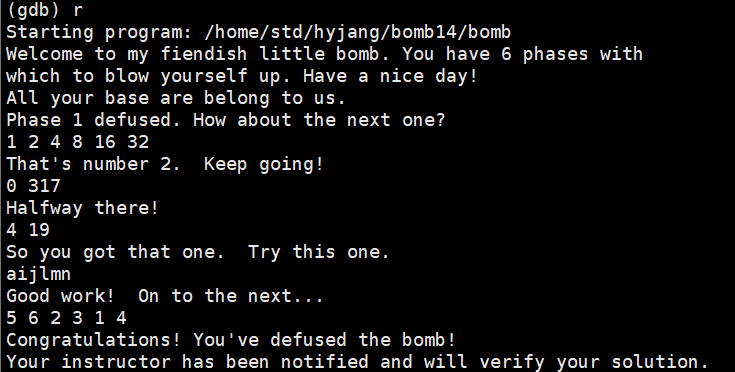 (gdb) r
Starting program: /home/std/hyjang/bomb14/bomb
Welcome to my fiendish little bomb. You have 6 phases with
which to blow yourself up. Have a nice day!
All your base are belong to us.
Phase 1 defused. How about the next one?
1 2 4 8 16 32
That's number 2.  Keep going!
0 317
Halfway there!
4 19
So you got that one.  Try this one.
aijlmn
Good work!  On to the next...
5 6 2 3 1 4
Congratulations! You've defused the bomb!
Your instructor has been notified and will verify your solution.